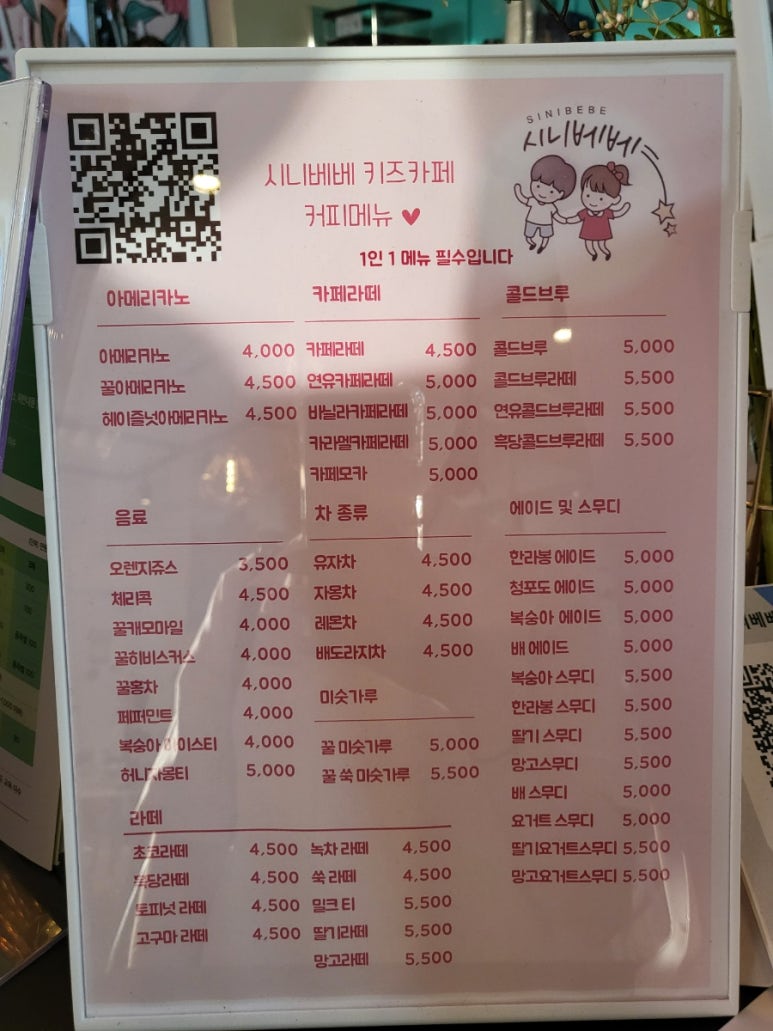 SINIBEBE
시니베베
시니베베 키즈카페
커피메뉴 ♥
1인 1 메뉴 필수입니다
아메리카노
아메리카노 4,000
꿀아메리카노 4,500
헤이즐넛아메리카노 4,500
카페라떼
카페라떼 4,500
연유카페라떼 5,000
바닐라카페라떼 5,000
카라멜카페라떼 5,000
카페모카 5,000
콜드브루
콜드브루 5,000
콜드브루라떼 5,500
연유콜드브루라떼 5,500
흑당콜드브루라떼 5,500
음료
오렌지쥬스 3,500
체리콕 4,500
꿀캐모마일 4,000
꿀히비스커스 4,000
꿀홍차 4,000
페퍼민트 4,000
복숭아 아이스티 4,000
허니자몽티 5,000
차 종류
유자차 4,500
자몽차 4,500
레몬차 4,500
배도라지차 4,500
미숫가루
꿀 미숫가루 5,000
꿀 쑥 미숫가루 5,500
에이드 및 스무디
한라봉 에이드 5,000
청포도 에이드 5,000
복숭아 에이드 5,000
배 에이드 5,000
복숭아 스무디 5,500
한라봉 스무디 5,500
딸기 스무디 5,500
망고스무디 5,500
배 스무디 5,000
요거트 스무디 5,000
딸기요거트스무디 5,500
망고요거트스무디 5,500
라떼
초코라떼 4,500
흑당라떼 4,500
토피넛 라떼 4,500
고구마 라떼 4,500
녹차 라떼 4,500
쑥 라떼 4,500
밀크 티 5,500
딸기라떼 5,500
망고라떼 5,500